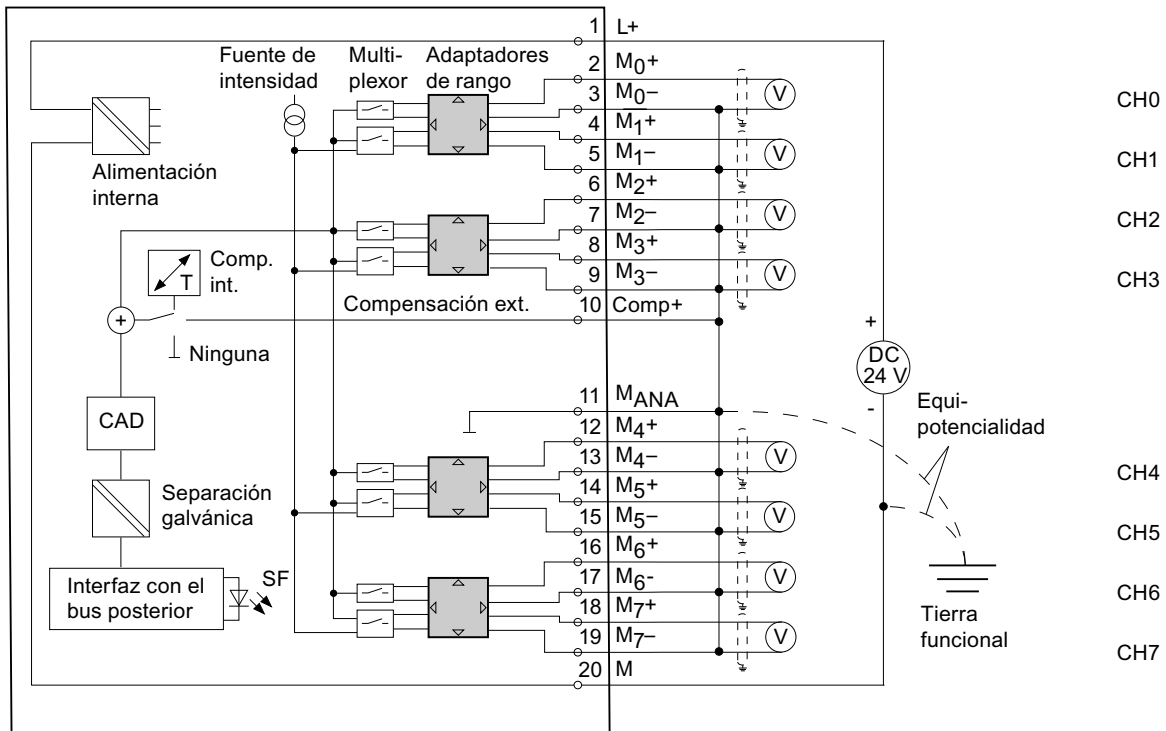 1 L+
Fuente de
intensidad
Multi-
plexor
Adaptadores
de rango
2 M0+
3 M0–
4 M1+
5 M1–
6 M2+
7 M2–
8 M3+
9 M3–
10 Comp+
V
CH0
V
CH1
V
CH2
V
CH3
Alimentación
interna
T
Comp.
int.
Compensación ext.
+
Ninguna
CAD
Separación
galvánica
Interfaz con el
bus posterior
SF
11 MANA
12 M4+
13 M4–
14 M5+
15 M5–
16 M6+
17 M6-
18 M7+
19 M7–
20 M
+
DC
24 V
-
Equi-
potencialidad
V
CH4
V
CH5
V
CH6
V
CH7
Tierra
funcional